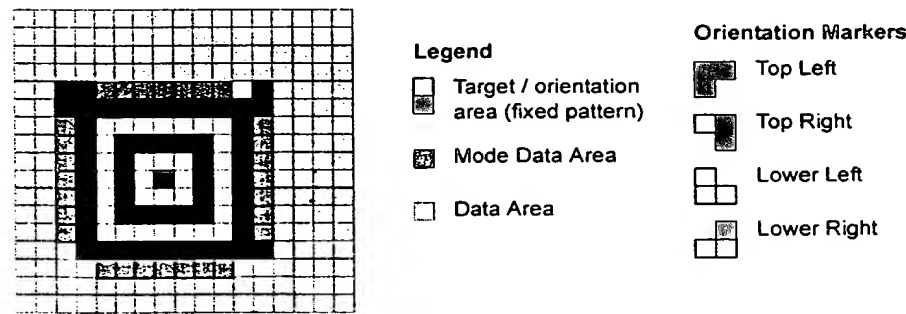 Legend
Target / orientation
area (fixed pattern)
Mode Data Area
Data Area
Orientation Markers
Top Left
Top Right
Lower Left
Lower Right